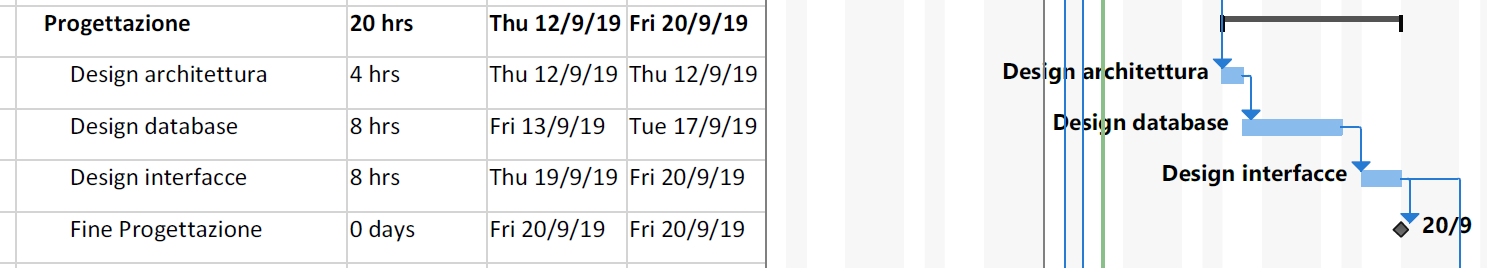 Progettazione 20 hrs Thu 12/9/19 Fri 20/9/19
Design architettura 4 hrs Thu 12/9/19 Thu 12/9/19 Design architettura
Design database 8 hrs Fri 13/9/19 Tue 17/9/19 Design database
Design interfacce 8 hrs Thu 19/9/19 Fri 20/9/19 Design interfacce
Fine Progettazione 0 days Fri 20/9/19 Fri 20/9/19 20/9